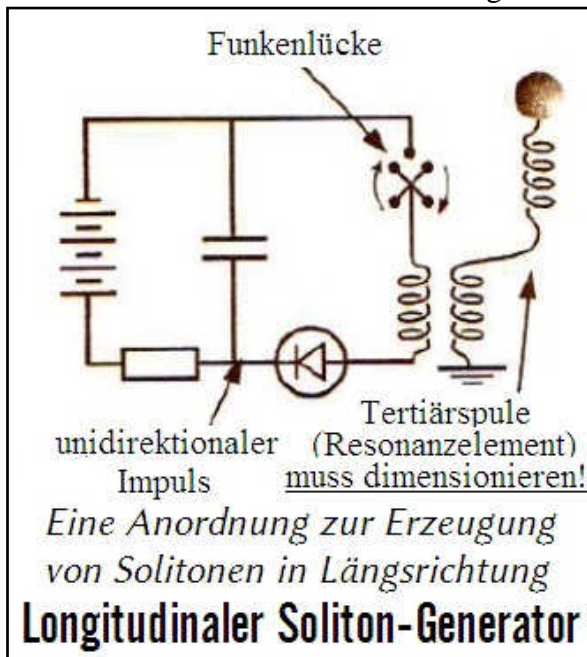 Funkenlücke
Tertiärspule
(Resonanzelement)
muss dimensionieren!
unidirektionaler
Impuls
Eine Anordnung zur Erzeugung
von Solitonen in Längsrichtung
Longitudinaler Soliton-Generator